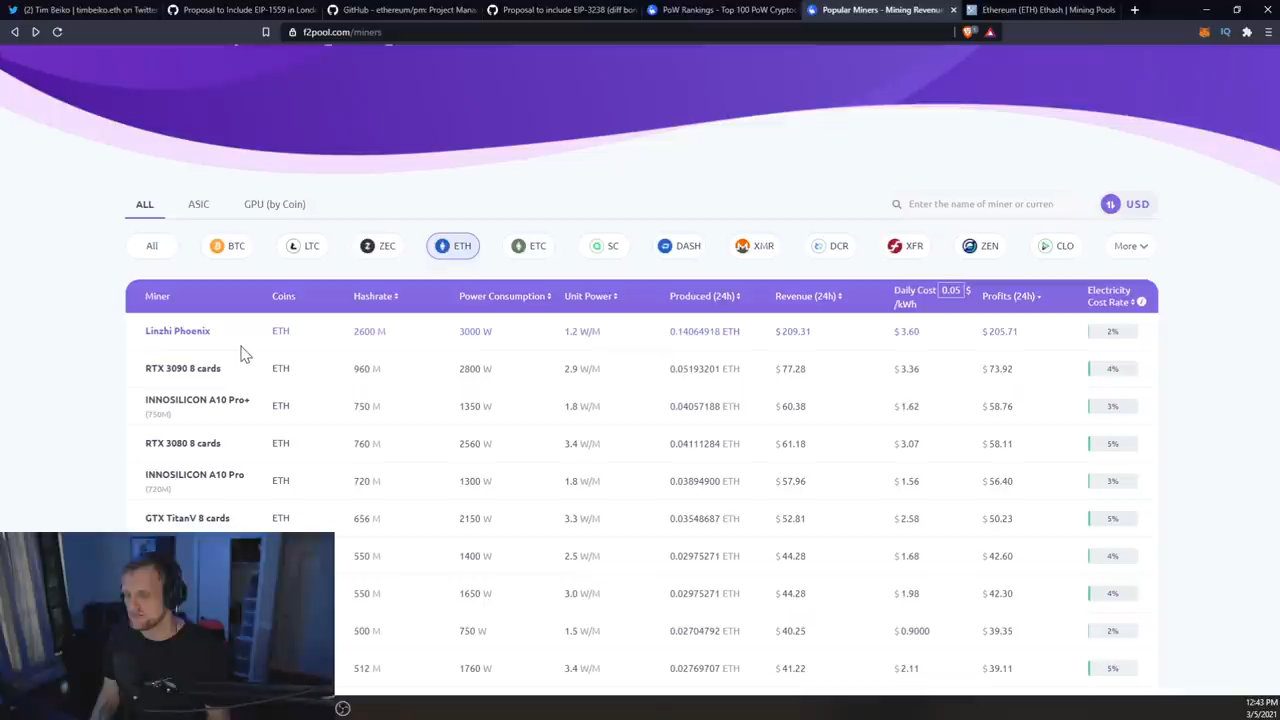 (2) Tim Beiko | timbeiko.eth on Twitter
Proposal to Include EIP-1559 in Lond
GitHub - ethereum/pm: Project Mana
Proposal to include EIP-3238 (diff bon
PoW Rankings - Top 100 PoW Cryptoc
Popular Miners - Mining Revenue
Ethereum (ETH) Ethash | Mining Pools
f2pool.com/miners
ALL ASIC GPU (by Coin)
Enter the name of miner or curren
USD
All BTC LTC ZEC ETH ETC SC DASH XMR DCR XFR ZEN CLO More
Miner Coins Hashrate Power Consumption Unit Power Produced (24h) Revenue (24h) Daily Cost 0.05 $ /kWh Profits (24h) Electricity Cost Rate
Linzhi Phoenix ETH 2600 M 3000 W 1.2 W/M 0.14064918 ETH $ 209.31 $ 3.60 $ 205.71 2%
RTX 3090 8 cards ETH 960 M 2800 W 2.9 W/M 0.05193201 ETH $ 77.28 $ 3.36 $ 73.92 4%
INNOSILICON A10 Pro+ (750M) ETH 750 M 1350 W 1.8 W/M 0.04057188 ETH $ 60.38 $ 1.62 $ 58.76 3%
RTX 3080 8 cards ETH 760 M 2560 W 3.4 W/M 0.04111284 ETH $ 61.18 $ 3.07 $ 58.11 5%
INNOSILICON A10 Pro (720M) ETH 720 M 1300 W 1.8 W/M 0.03894900 ETH $ 57.96 $ 1.56 $ 56.40 3%
GTX TitanV 8 cards ETH 656 M 2150 W 3.3 W/M 0.03548687 ETH $ 52.81 $ 2.58 $ 50.23 5%
550 M 1400 W 2.5 W/M 0.02975271 ETH $ 44.28 $ 1.68 $ 42.60 4%
550 M 1650 W 3.0 W/M 0.02975271 ETH $ 44.28 $ 1.98 $ 42.30 4%
500 M 750 W 1.5 W/M 0.02704792 ETH $ 40.25 $ 0.9000 $ 39.35 2%
512 M 1760 W 3.4 W/M 0.02769707 ETH $ 41.22 $ 2.11 $ 39.11 5%
12:43 PM
3/5/2021